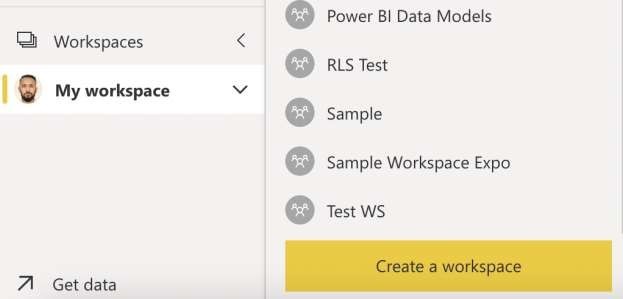 Workspaces
My workspace
Get data
Power BI Data Models
RLS Test
Sample
Sample Workspace Expo
Test WS
Create a workspace